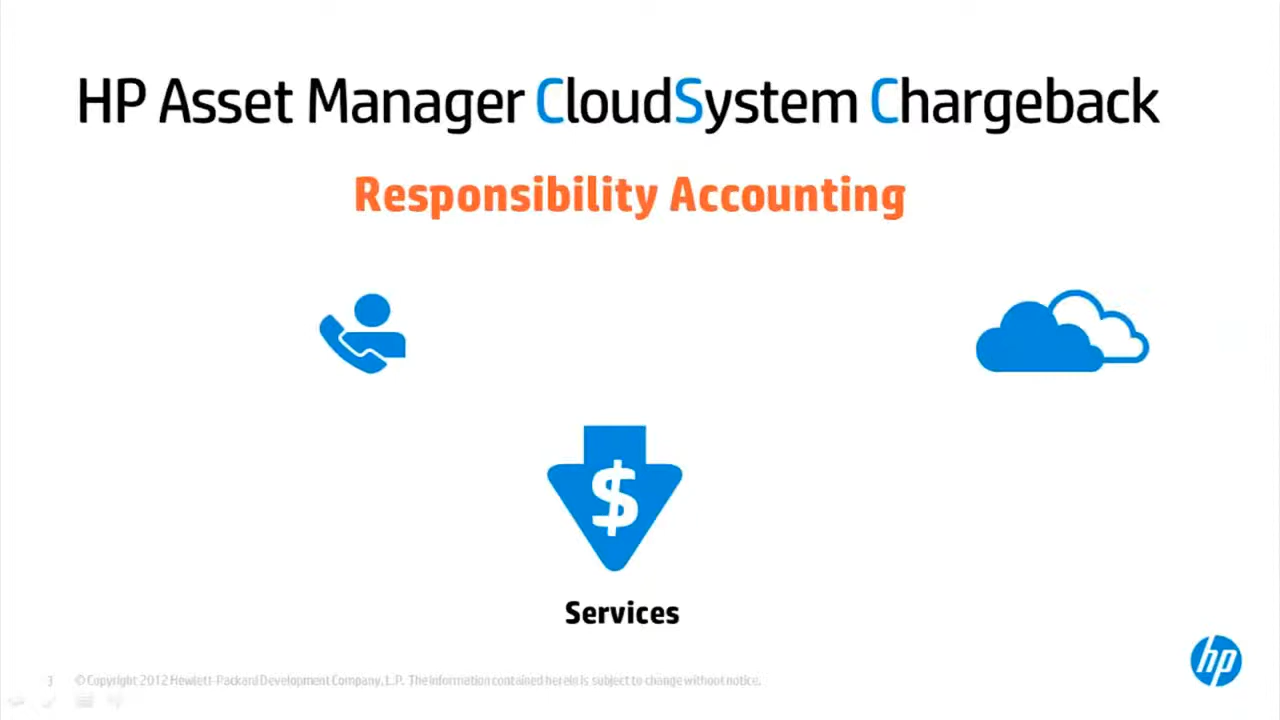 HP Asset Manager CloudSystem Chargeback
Responsibility Accounting
$
Services
hp
3 © Copyright 2012 Hewlett-Packard Development Company, L.P. The information contained herein is subject to change without notice.